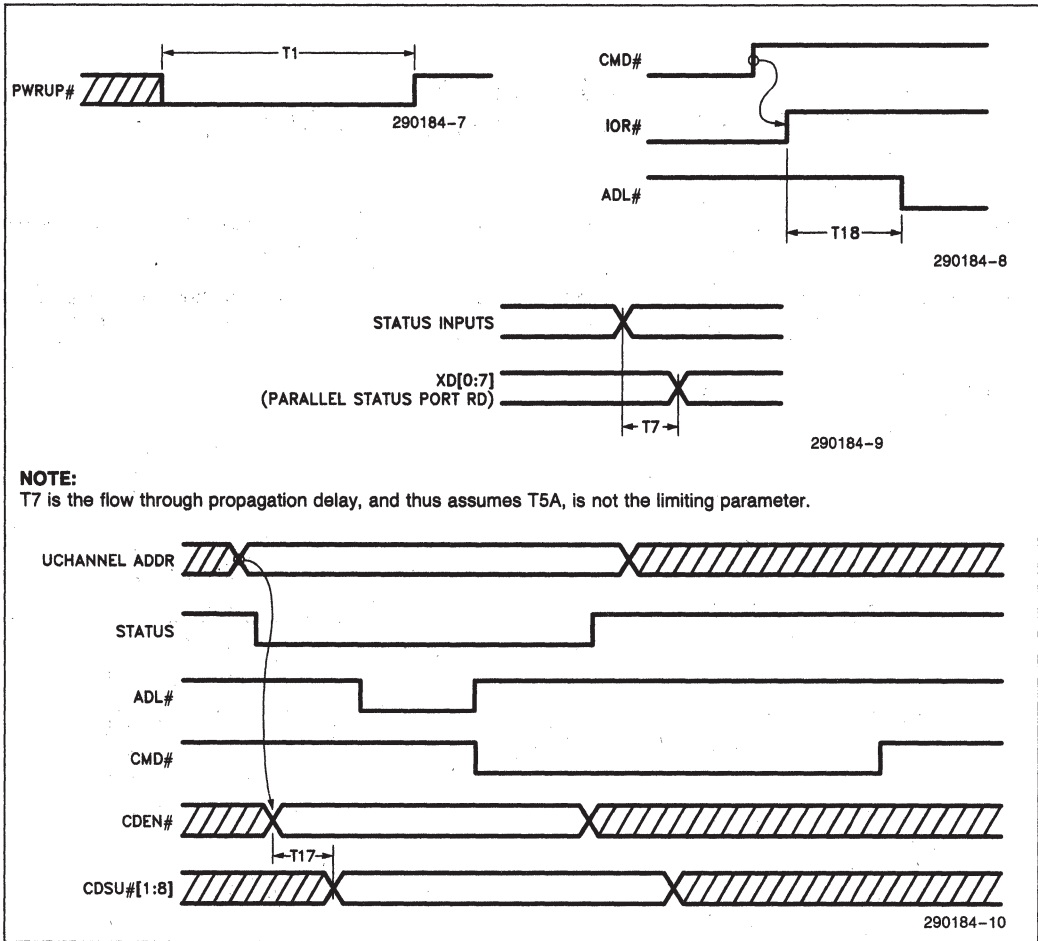 T1
PWRUP#
290184-7
CMD#
IOR#
ADL#
T18
290184-8
STATUS INPUTS
XD[0:7]
(PARALLEL STATUS PORT RD)
T7
290184-9
NOTE:
T7 is the flow through propagation delay, and thus assumes T5A, is not the limiting parameter.
UCHANNEL ADDR
STATUS
ADL#
CMD#
CDEN#
T17
CDSU#[1:8]
290184-10